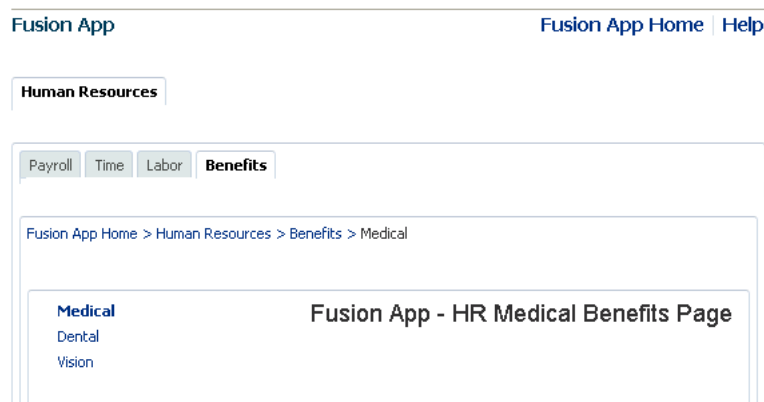 Fusion App Fusion App Home Help
Human Resources
Payroll Time Labor Benefits
Fusion App Home > Human Resources > Benefits > Medical
Medical Fusion App - HR Medical Benefits Page
Dental
Vision